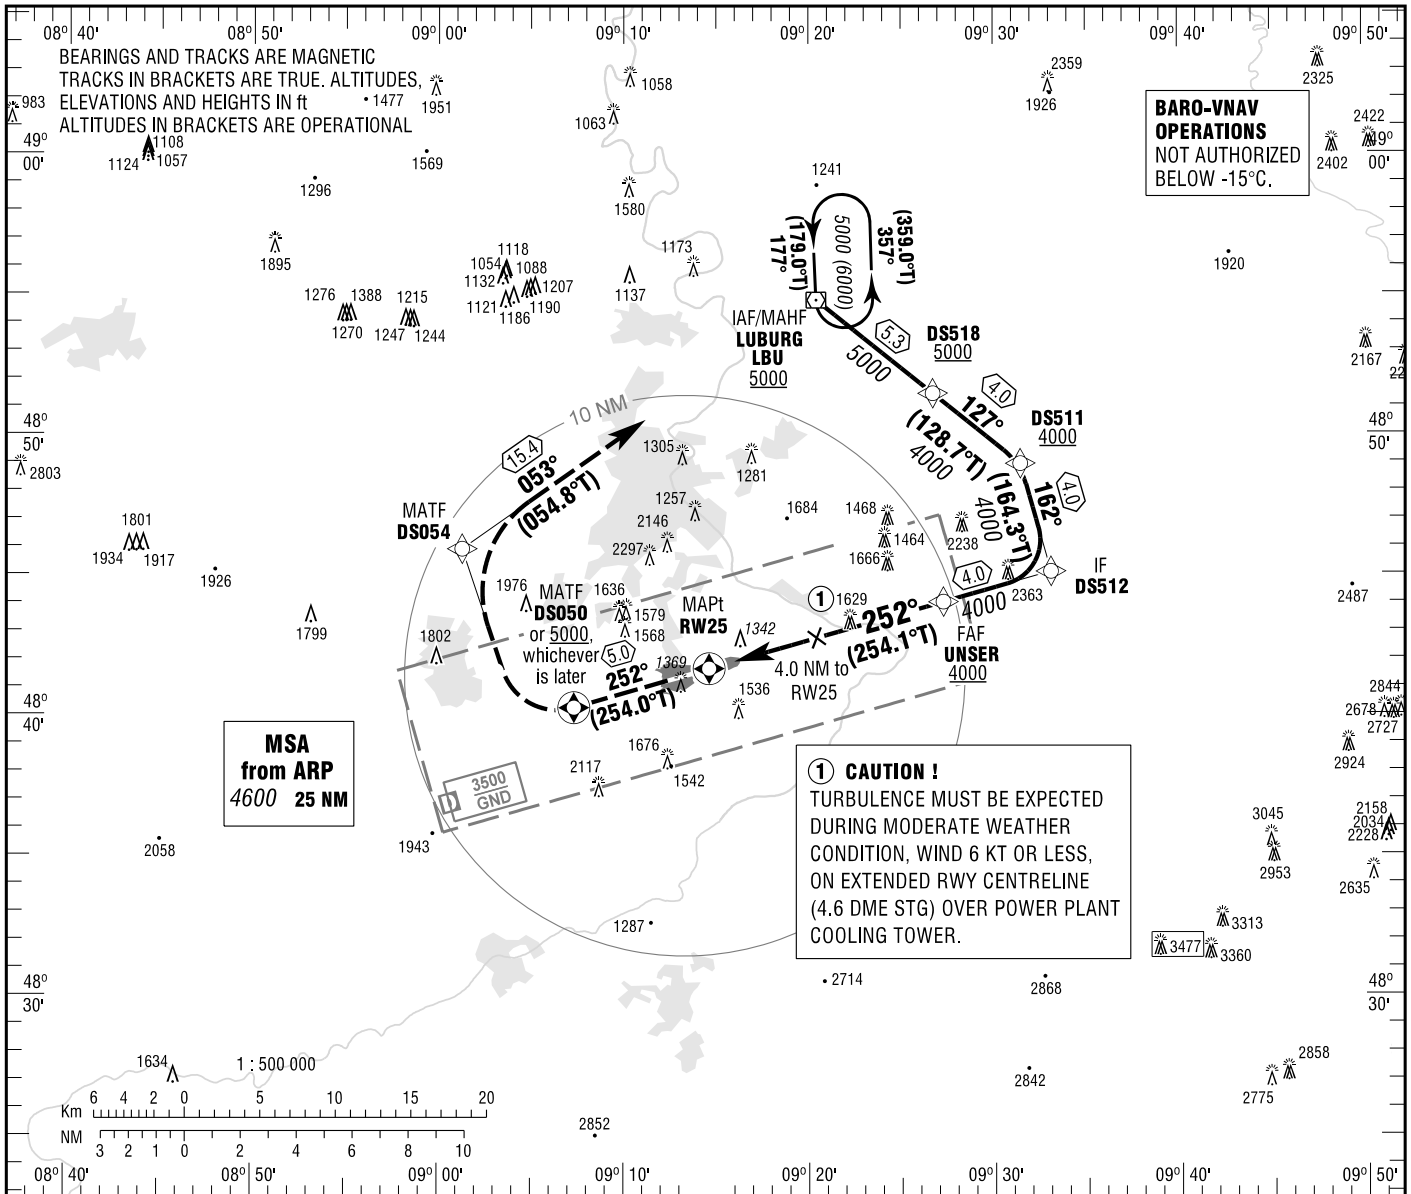 08° 40'
08° 50'
09° 00'
09° 10'
09° 20'
09° 30'
09° 40'
09° 50'
BEARINGS AND TRACKS ARE MAGNETIC
TRACKS IN BRACKETS ARE TRUE. ALTITUDES,
ELEVATIONS AND HEIGHTS IN ft
ALTITUDES IN BRACKETS ARE OPERATIONAL
983
1477
1951
1058
1063
2359
1926
2325
BARO-VNAV
OPERATIONS
NOT AUTHORIZED
BELOW -15°C.
2422
2402
49°
00'
49°
00'
1108
1124
1057
1569
1296
1580
1241
1895
1173
1920
(179.0°T)
177°
5000 (6000)
(359.0°T)
357°
1118
1054
1132
1088
1207
1121
1186
1190
1137
1276
1388
1270
1215
1247
1244
IAF/MAHF
LUBURG
LBU
5000
5.3
5000
DS518
5000
4.0
127°
(128.7°T)
4000
DS511
4000
4.0
162°
(164.3°T)
4000
2167
48°
50'
48°
50'
10 NM
2803
15.4
053°
(054.8°T)
1305
1281
1257
1684
1468
1464
1666
2238
2146
2297
MATF
DS054
1801
1934
1917
1926
1799
1802
1976
MATF
DS050
or 5000,
whichever
is later
1636
1579
1568
5.0
252°
(254.0°T)
MAPt
RW25
1342
1369
1
1629
252°
(254.1°T)
4.0 NM to
RW25
1536
4.0
4000
2363
IF
DS512
FAF
UNSER
4000
2487
48°
40'
48°
40'
2844
2678
2727
2924
MSA
from ARP
4600 25 NM
1676
1542
2117
D
3500
GND
1943
2058
1 CAUTION !
TURBULENCE MUST BE EXPECTED
DURING MODERATE WEATHER
CONDITION, WIND 6 KT OR LESS,
ON EXTENDED RWY CENTRELINE
(4.6 DME STG) OVER POWER PLANT
COOLING TOWER.
3045
2953
2158
2034
2228
2635
3313
3477
3360
1287
2714
2868
48°
30'
48°
30'
1634
1 : 500 000
2842
2858
2775
2852
Km
6 4 2 0 5 10 15 20
NM
3 2 1 0 2 4 6 8 10
08° 40'
08° 50'
09° 00'
09° 10'
09° 20'
09° 30'
09° 40'
09° 50'